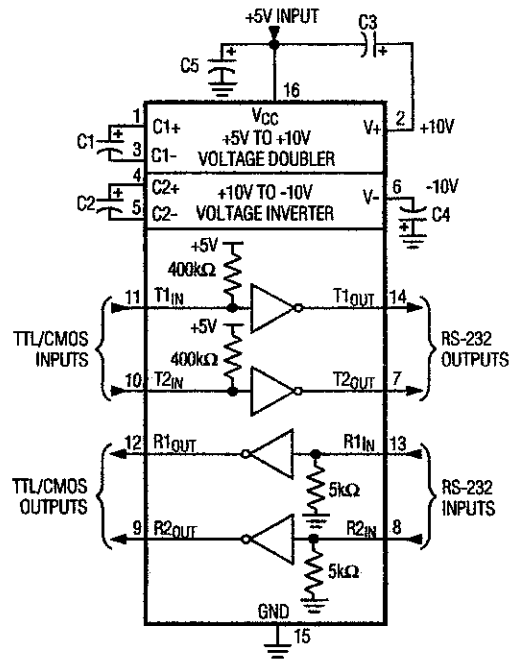 +5V INPUT
C3
+
C5
+
+
16
1
C1+
VCC
V+
2
+10V
C1
+
+5V TO +10V
3
C1-
VOLTAGE DOUBLER
4
C2+
+10V TO -10V
V-
6
-10V
C2
+
5
C2-
VOLTAGE INVERTER
C4
+
+5V
400kΩ
11
T1IN
T1OUT
14
+5V
TTL/CMOS
INPUTS
RS-232
OUTPUTS
400kΩ
10
T2IN
T2OUT
7
12
R1OUT
R1IN
13
TTL/CMOS
OUTPUTS
5kΩ
RS-232
INPUTS
9
R2OUT
R2IN
8
5kΩ
GND
15